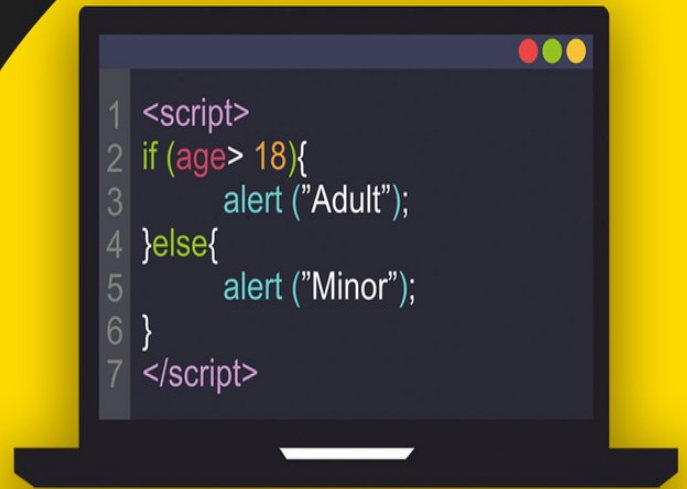 1 <script>
2 if (age> 18){
3 alert (”Adult”);
4 }else{
5 alert (”Minor”);
6 }
7 </script>